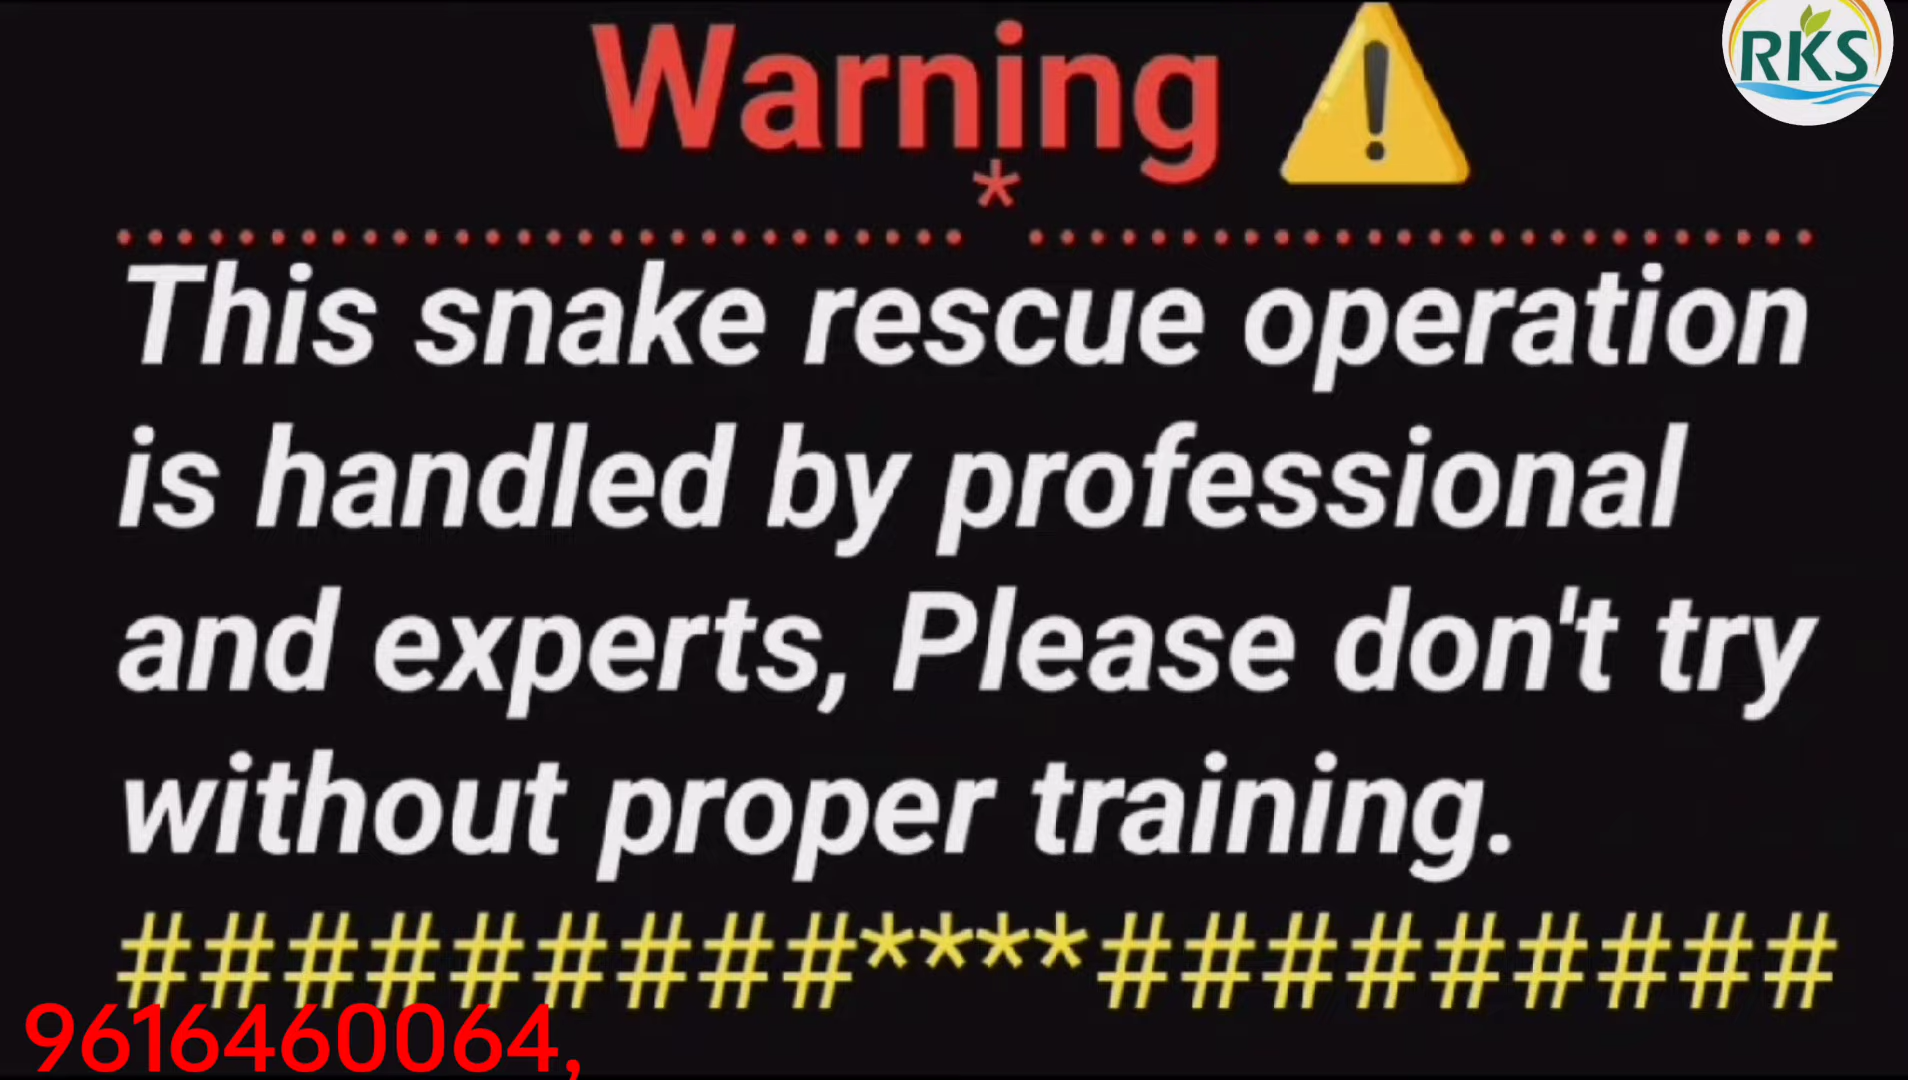 Warning ⚠️
RKS
*
This snake rescue operation
is handled by professional
and experts, Please don't try
without proper training.
#########****#########
9616460064,